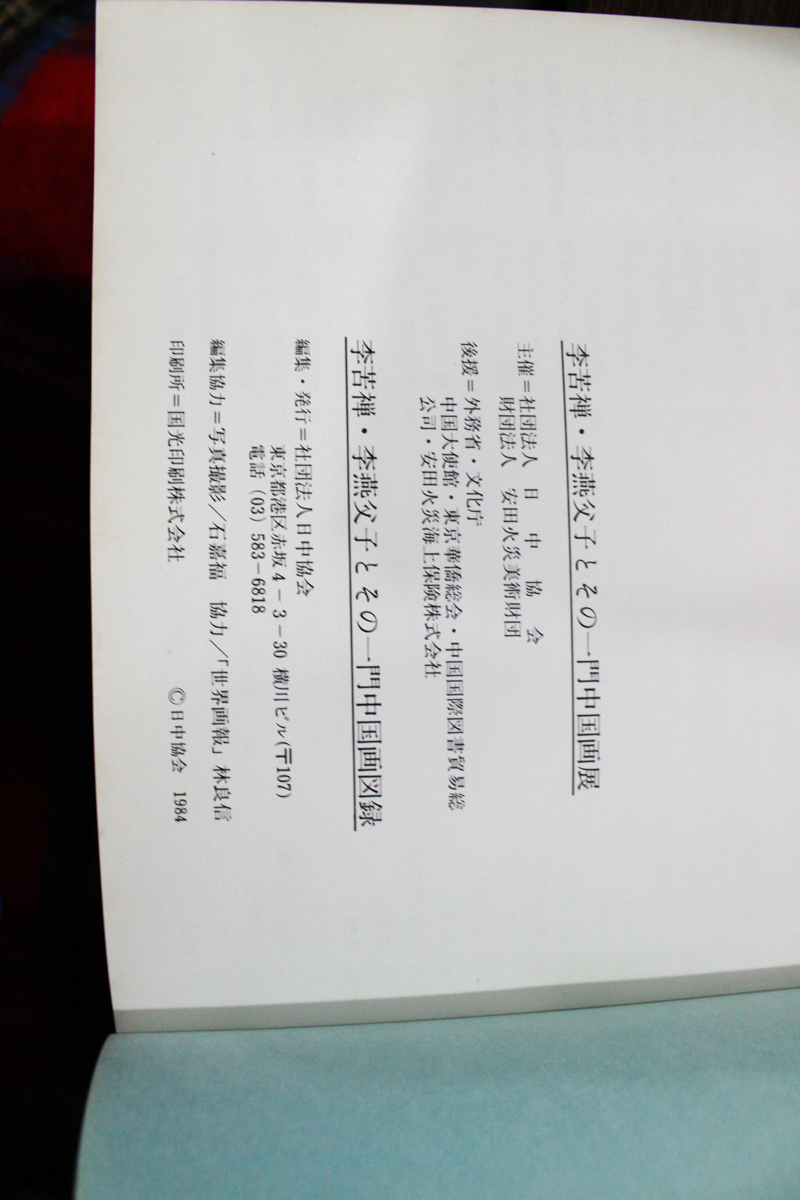 李苦禅・李燕父子とその一門中国画展
主催＝社団法人　日　中　協　会
財団法人　安田火災美術財団
後援＝外務省・文化庁
中国大使館・東京華僑総会・中国国際図書貿易総
公司・安田火災海上保険株式会社
李苦禅・李燕父子とその一門中国画図録
編集・発行＝社団法人日中協会
東京都港区赤坂4－3－30 横川ビル(〒107)
電話 (03) 583－6818
編集協力＝写真撮影／石嘉福　協力／「世界画報」林良信
印刷所＝国光印刷株式会社　　ⓒ日中協会　1984